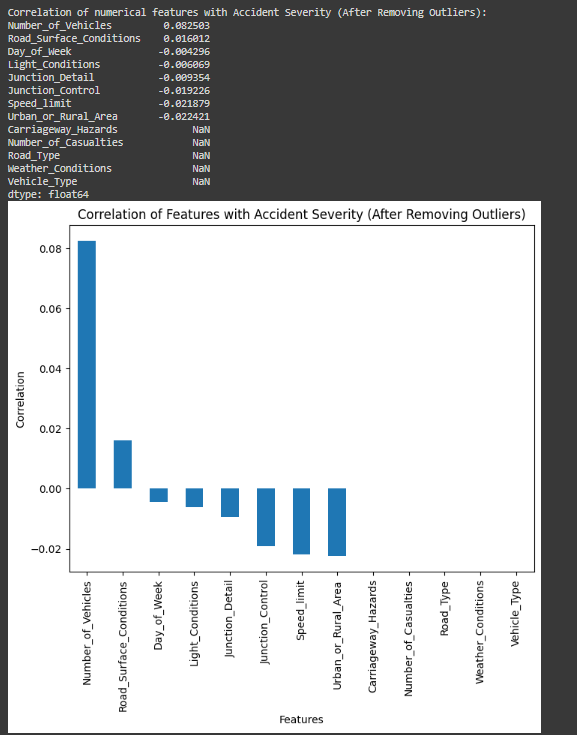 Correlation of numerical features with Accident Severity (After Removing Outliers):
Number_of_Vehicles 0.082503
Road_Surface_Conditions 0.016012
Day_of_Week -0.004296
Light_Conditions -0.006069
Junction_Detail -0.009354
Junction_Control -0.019226
Speed_limit -0.021879
Urban_or_Rural_Area -0.022421
Carriageway_Hazards NaN
Number_of_Casualties NaN
Road_Type NaN
Weather_Conditions NaN
Vehicle_Type NaN
dtype: float64
Correlation of Features with Accident Severity (After Removing Outliers)
0.08
0.06
0.04
0.02
0.00
−0.02
Correlation
Number_of_Vehicles
Road_Surface_Conditions
Day_of_Week
Light_Conditions
Junction_Detail
Junction_Control
Speed_limit
Urban_or_Rural_Area
Carriageway_Hazards
Number_of_Casualties
Road_Type
Weather_Conditions
Vehicle_Type
Features